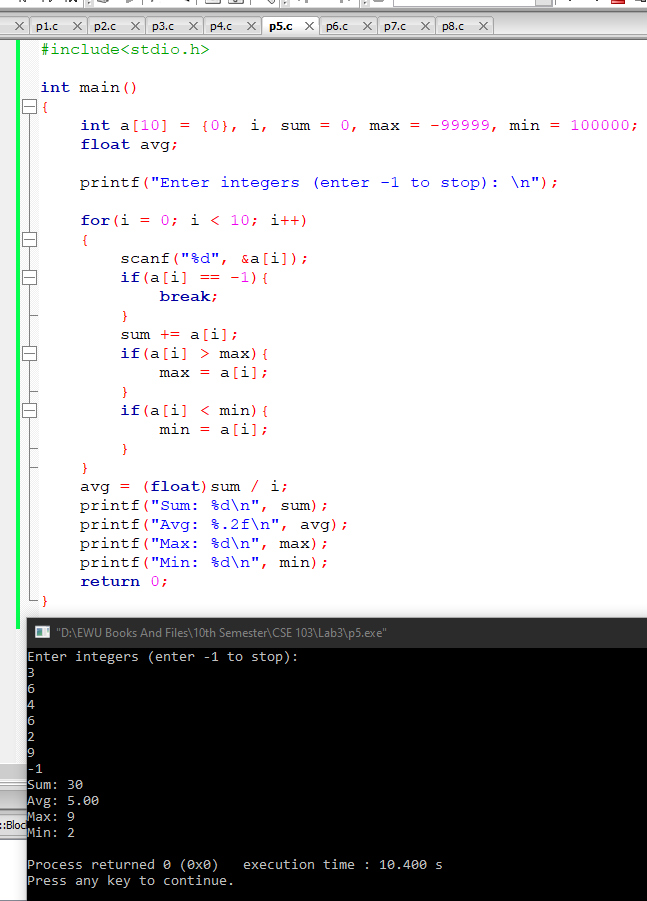 p1.c p2.c p3.c p4.c p5.c p6.c p7.c p8.c
#include<stdio.h>
int main()
{
int a[10] = {0}, i, sum = 0, max = -99999, min = 100000;
float avg;
printf("Enter integers (enter -1 to stop): \n");
for(i = 0; i < 10; i++)
{
scanf("%d", &a[i]);
if(a[i] == -1){
break;
}
sum += a[i];
if(a[i] > max){
max = a[i];
}
if(a[i] < min){
min = a[i];
}
}
avg = (float)sum / i;
printf("Sum: %d\n", sum);
printf("Avg: %.2f\n", avg);
printf("Max: %d\n", max);
printf("Min: %d\n", min);
return 0;
}
"D:\EWU Books And Files\10th Semester\CSE 103\Lab3\p5.exe"
Enter integers (enter -1 to stop):
3
6
4
6
2
9
-1
Sum: 30
Avg: 5.00
Max: 9
Min: 2
Process returned 0 (0x0)   execution time : 10.400 s
Press any key to continue.